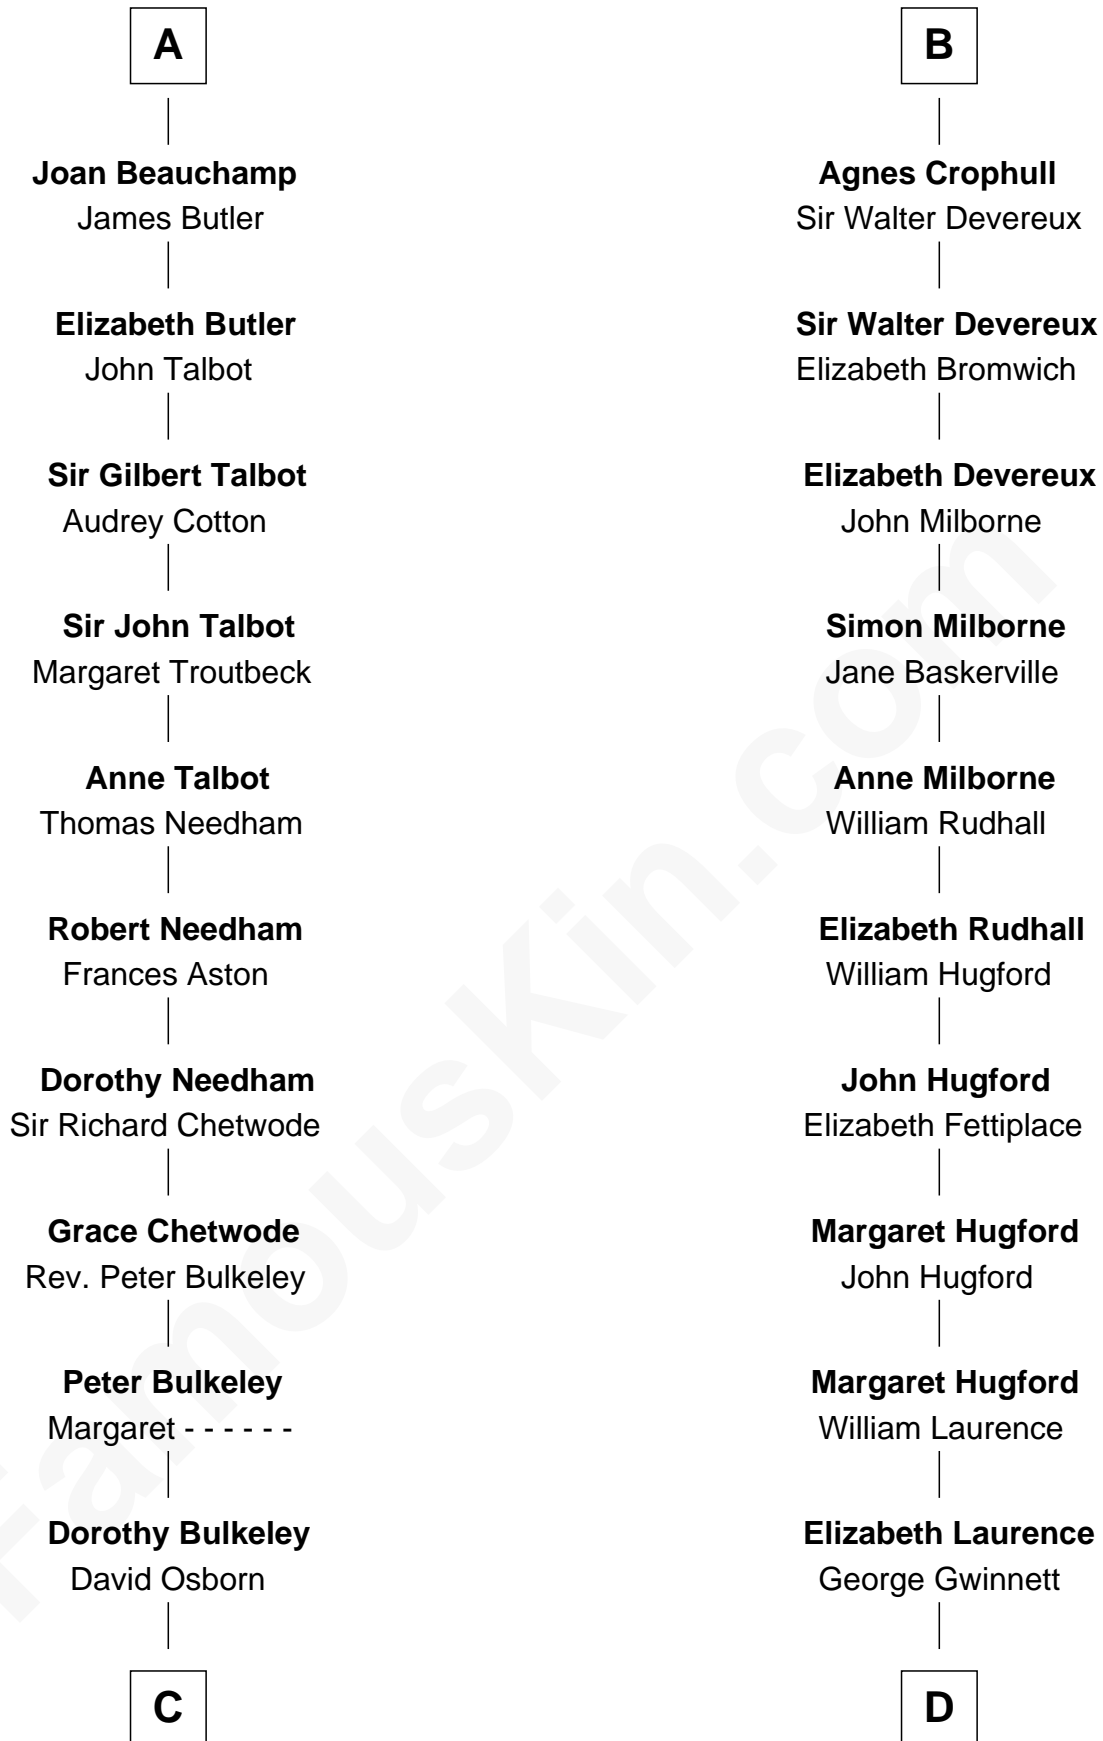 A
Joan Beauchamp
James Butler
Elizabeth Butler
John Talbot
Sir Gilbert Talbot
Audrey Cotton
Sir John Talbot
Margaret Troutbeck
Anne Talbot
Thomas Needham
Robert Needham
Frances Aston
Dorothy Needham
Sir Richard Chetwode
Grace Chetwode
Rev. Peter Bulkeley
Peter Bulkeley
Margaret - - - - - -
Dorothy Bulkeley
David Osborn
C
B
Agnes Crophull
Sir Walter Devereux
Sir Walter Devereux
Elizabeth Bromwich
Elizabeth Devereux
John Milborne
Simon Milborne
Jane Baskerville
Anne Milborne
William Rudhall
Elizabeth Rudhall
William Hugford
John Hugford
Elizabeth Fettiplace
Margaret Hugford
John Hugford
Margaret Hugford
William Laurence
Elizabeth Laurence
George Gwinnett
D
FamousKin.com